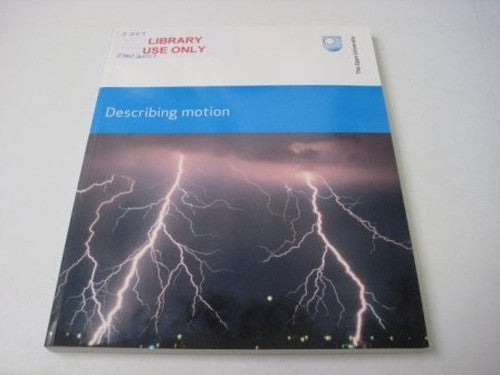 LIBRARY
USE ONLY
The Open University
Describing motion